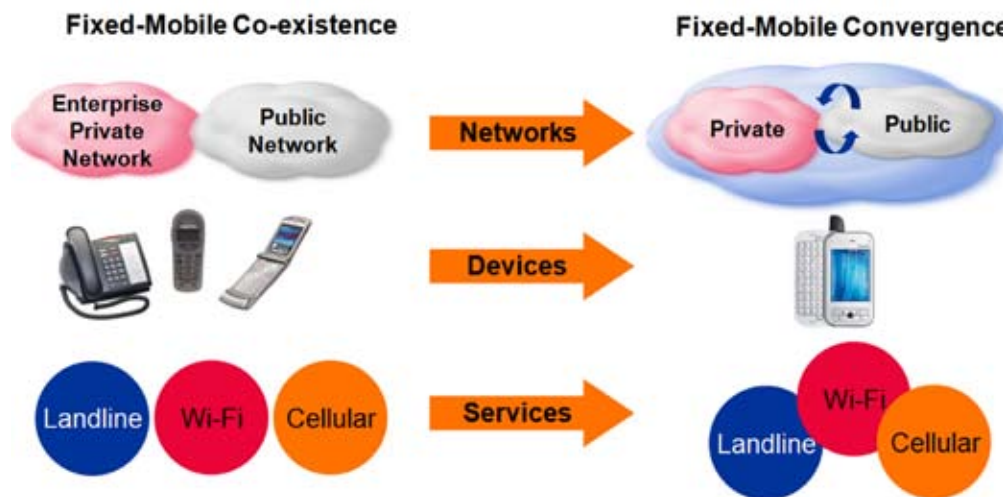 Fixed-Mobile Co-existence
Fixed-Mobile Convergence
Enterprise
Private
Network
Public
Network
Networks
Private
Public
Devices
Landline
Wi-Fi
Cellular
Services
Landline
Wi-Fi
Cellular